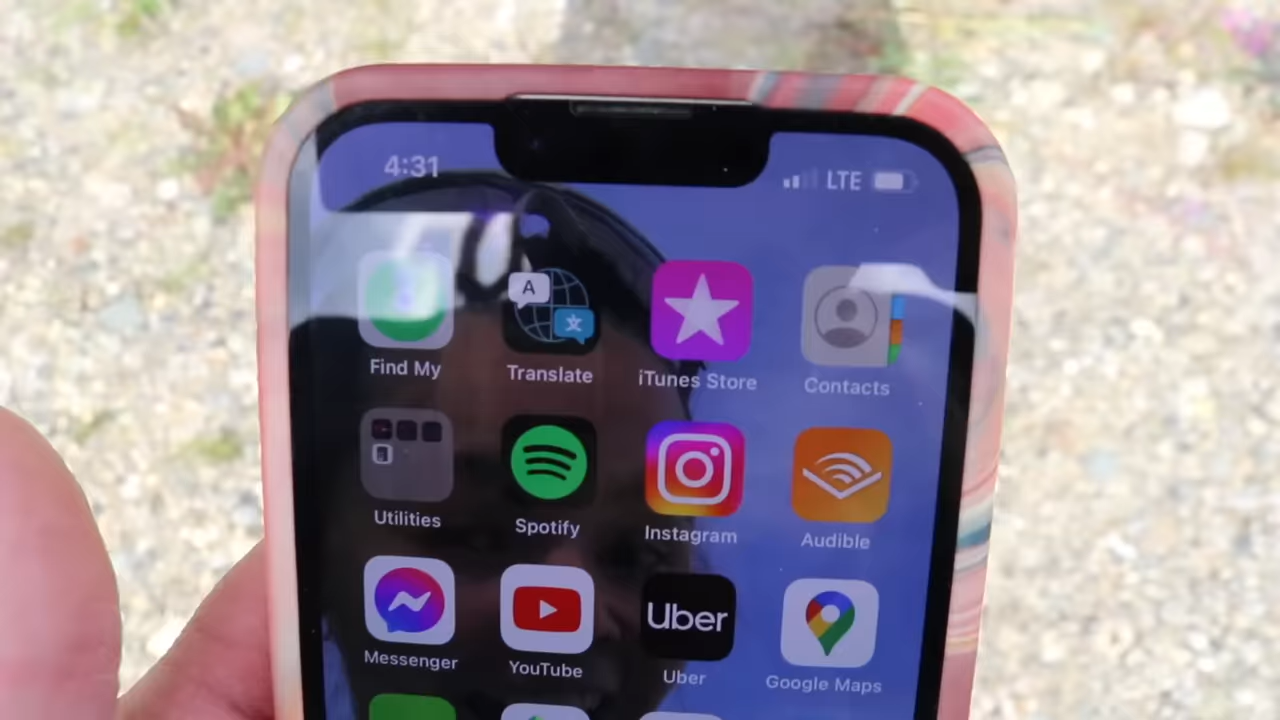 4:31
LTE
A
文
Find My
Translate
iTunes Store
Contacts
Utilities
Spotify
Instagram
Audible
Uber
Messenger
YouTube
Uber
Google Maps